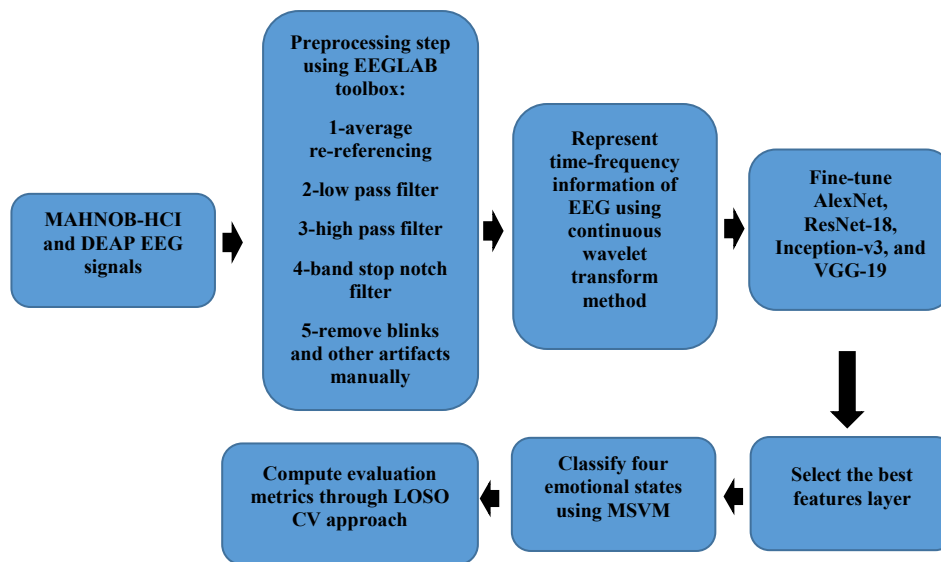 MAHNOB-HCI
and DEAP EEG
signals
Preprocessing step
using EEGLAB
toolbox:
1-average
re-referencing
2-low pass filter
3-high pass filter
4-band stop notch
filter
5-remove blinks
and other artifacts
manually
Represent
time-frequency
information of
EEG using
continuous
wavelet
transform
method
Fine-tune
AlexNet,
ResNet-18,
Inception-v3, and
VGG-19
Select the best
features layer
Classify four
emotional states
using MSVM
Compute evaluation
metrics through LOSO
CV approach